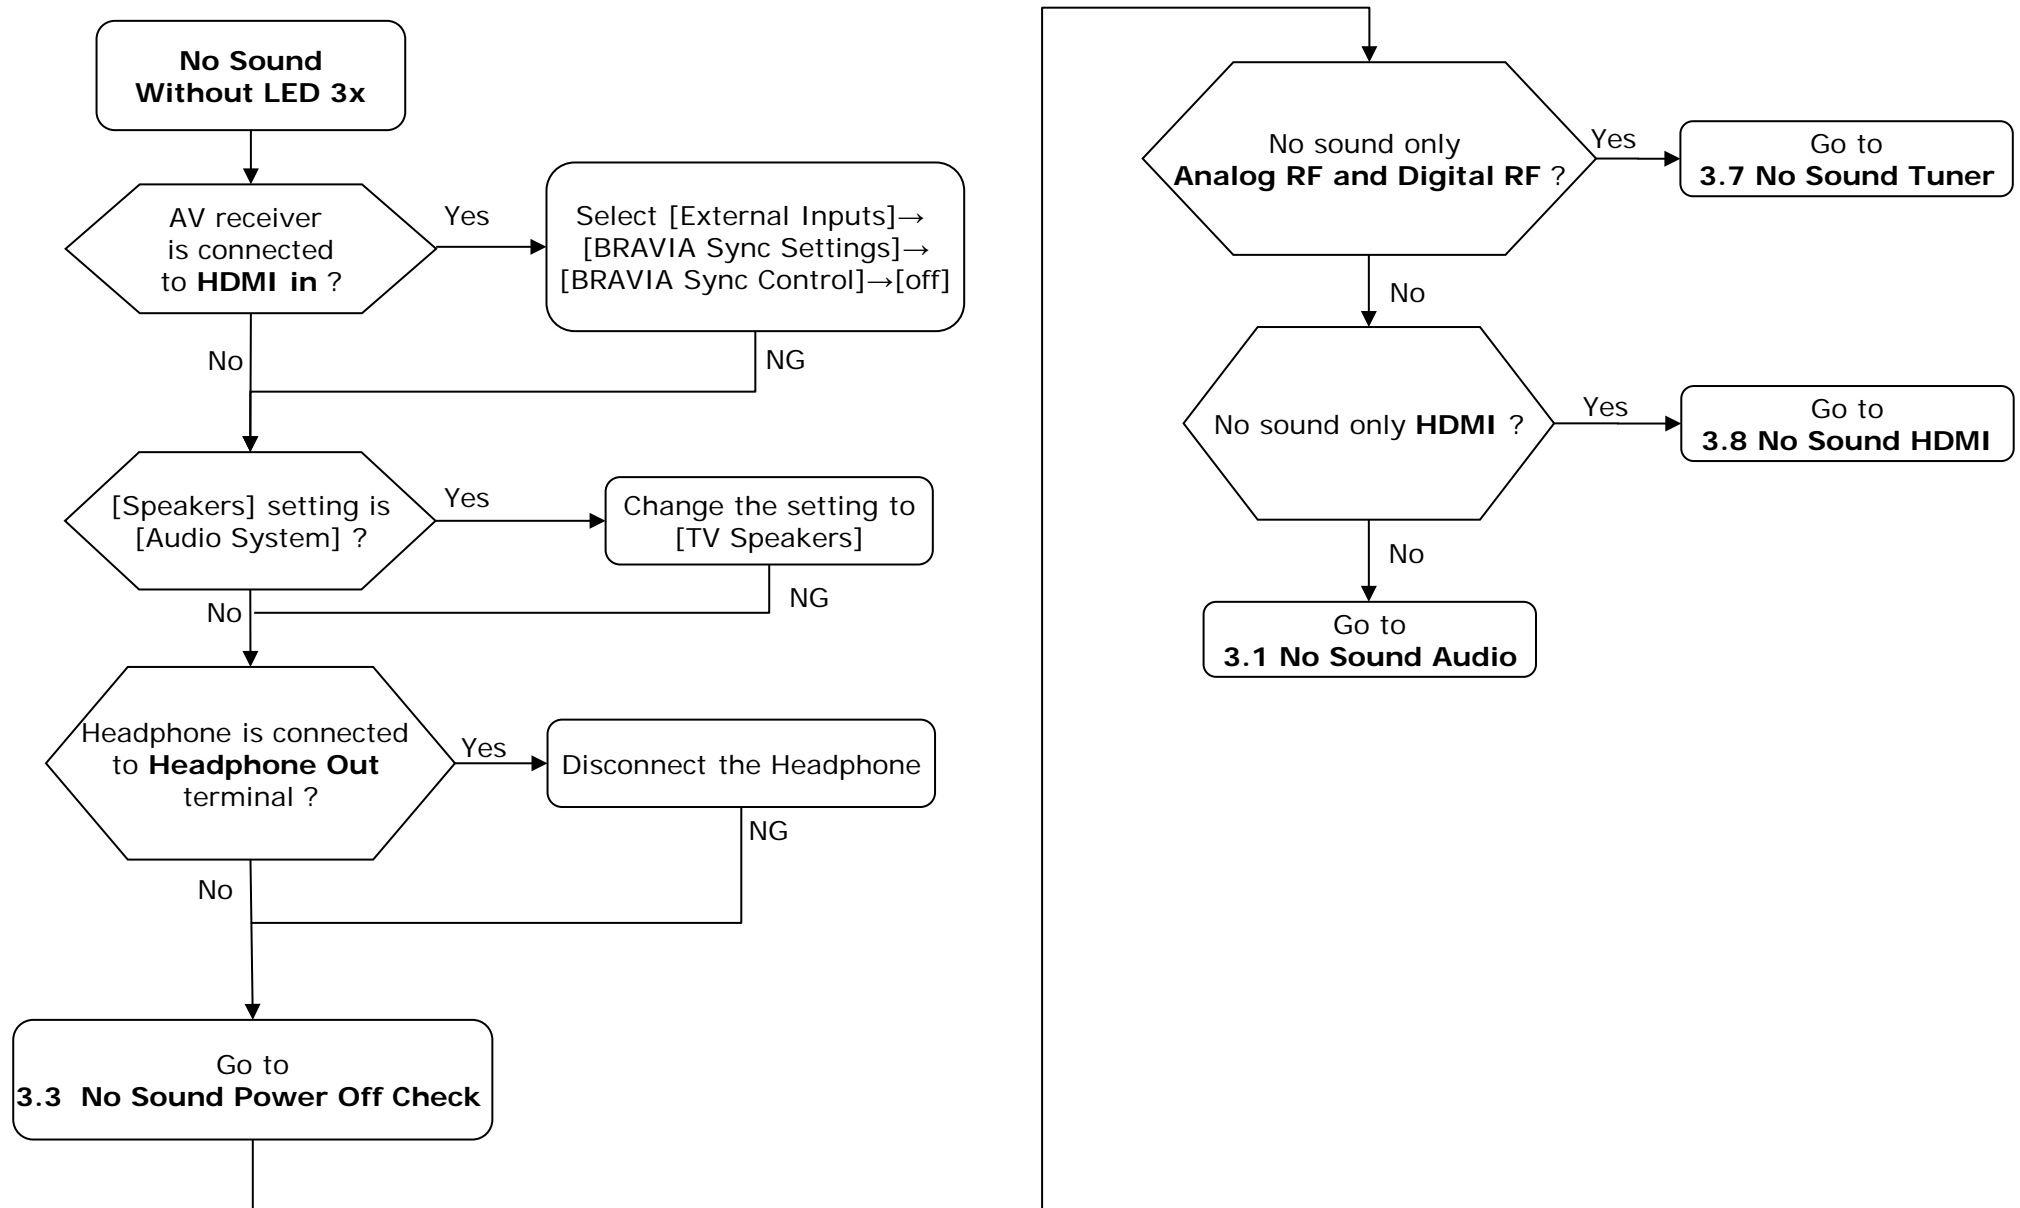 No Sound
Without LED 3x
AV receiver
is connected
to HDMI in ?
Yes
Select [External Inputs]→
[BRAVIA Sync Settings]→
[BRAVIA Sync Control]→[off]
No
NG
[Speakers] setting is
[Audio System] ?
Yes
Change the setting to
[TV Speakers]
No
NG
Headphone is connected
to Headphone Out
terminal ?
Yes
Disconnect the Headphone
NG
No
Go to
3.3 No Sound Power Off Check
No sound only
Analog RF and Digital RF ?
Yes
Go to
3.7 No Sound Tuner
No
No sound only HDMI ?
Yes
Go to
3.8 No Sound HDMI
No
Go to
3.1 No Sound Audio